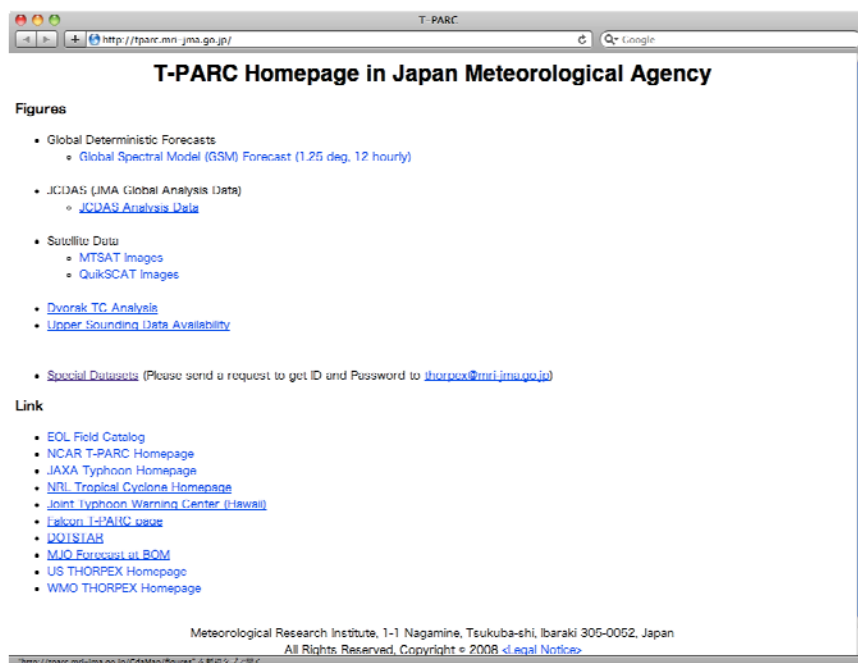 T-PARC
http://tparc.mri-jma.go.jp/
Google
T-PARC Homepage in Japan Meteorological Agency
Figures
Global Deterministic Forecasts
Global Spectral Model (GSM) Forecast (1.25 deg, 12 hourly)
JCDAS (JMA Global Analysis Data)
JCDAS Analysis Data
Satellite Data
MTSAT Images
QuikSCAT Images
Dvorak TC Analysis
Upper Sounding Data Availability
Special Datasets (Please send a request to get ID and Password to thorpex@mri-jma.go.jp)
Link
EOL Field Catalog
NCAR T-PARC Homepage
JAXA Typhoon Homepage
NRL Tropical Cyclone Homepage
Joint Typhoon Warning Center (Hawaii)
Falcon T-PARC page
DOTSTAR
MJO Forecast at BOM
US THORPEX Homepage
WMO THORPEX Homepage
Meteorological Research Institute, 1-1 Nagamine, Tsukuba-shi, Ibaraki 305-0052, Japan
All Rights Reserved, Copyright © 2008 <Legal Notice>